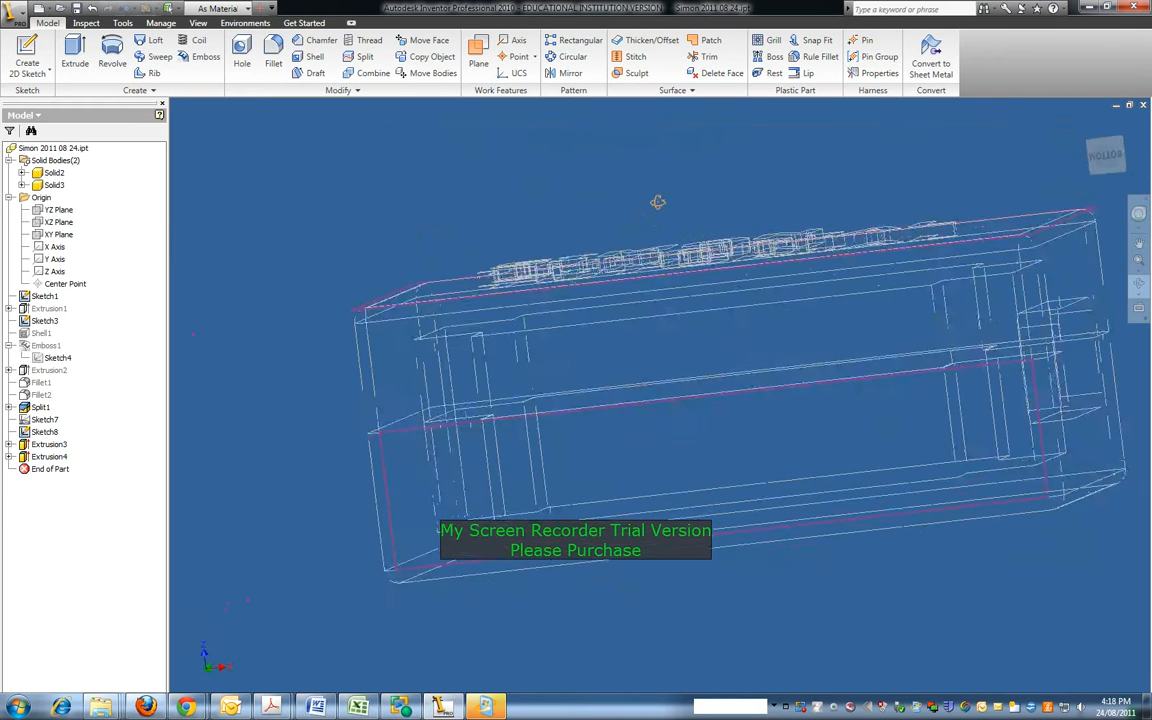 Autodesk Inventor Professional 2010 - EDUCATIONAL INSTITUTION VERSION Simon 2011 08 24.ipt
As Material
Type a keyword or phrase
PRO
Model Inspect Tools Manage View Environments Get Started
Create 2D Sketch
Extrude
Revolve
Loft
Sweep
Rib
Coil
Emboss
Hole
Fillet
Chamfer
Shell
Draft
Thread
Split
Combine
Move Face
Copy Object
Move Bodies
Plane
Axis
Point
UCS
Rectangular
Circular
Mirror
Thicken/Offset
Stitch
Sculpt
Patch
Trim
Delete Face
Grill
Boss
Rest
Snap Fit
Rule Fillet
Lip
Pin
Pin Group
Properties
Convert to Sheet Metal
Sketch Create Modify Work Features Pattern Surface Plastic Part Harness Convert
Model
Simon 2011 08 24.ipt
Solid Bodies(2)
Solid2
Solid3
Origin
YZ Plane
XZ Plane
XY Plane
X Axis
Y Axis
Z Axis
Center Point
Sketch1
Extrusion1
Sketch3
Shell1
Emboss1
Sketch4
Extrusion2
Fillet1
Fillet2
Split1
Sketch7
Sketch8
Extrusion3
Extrusion4
End of Part
BOTTOM
My Screen Recorder Trial Version
Please Purchase
Z
PRO
4:18 PM
24/08/2011